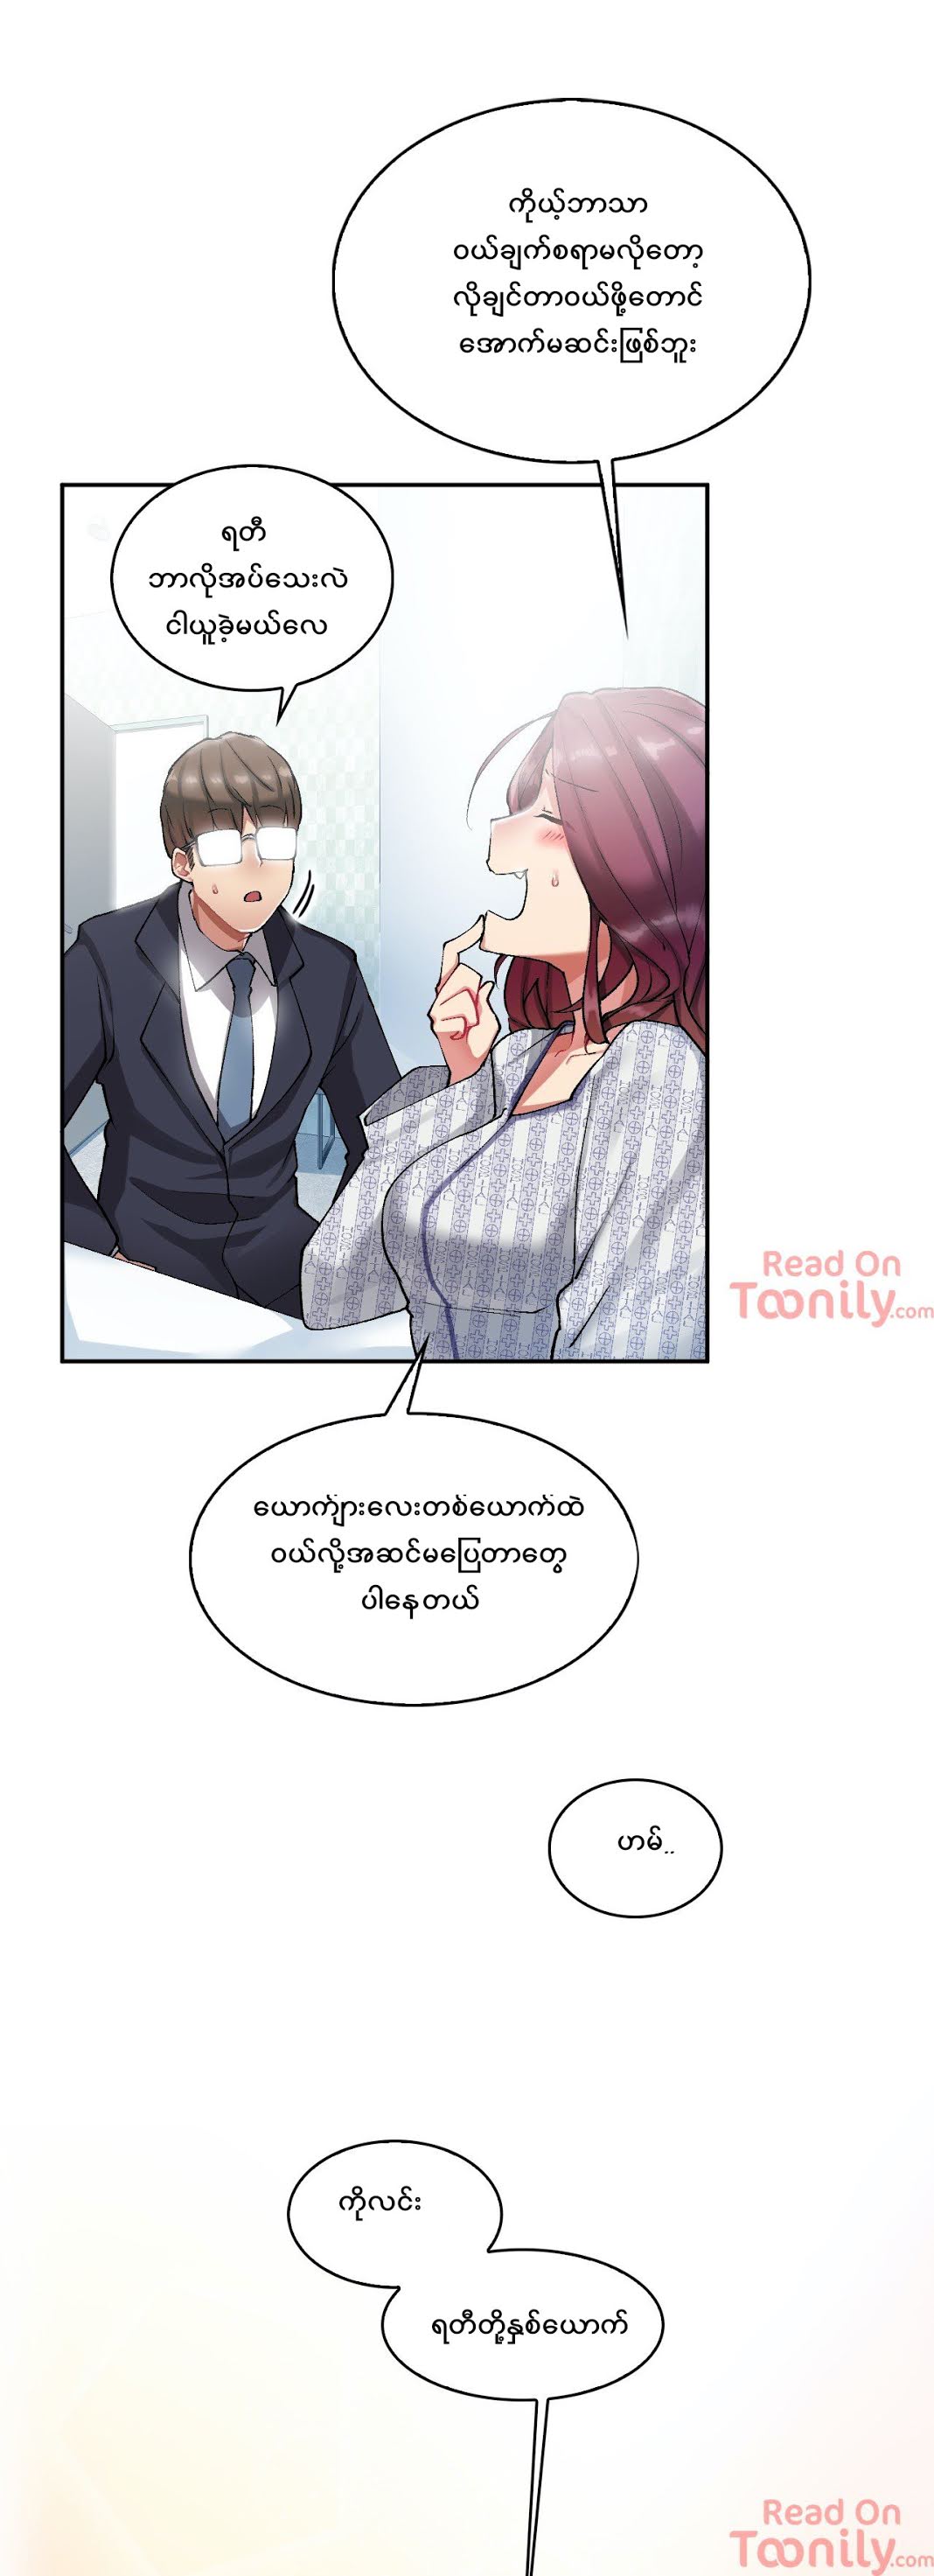 ကိုယ့်ဘာသာ
ဝယ်ချက်စရာမလိုတော့
လိုချင်တာဝယ်ဖို့တောင်
အောက်မဆင်းဖြစ်ဘူး
ရတီ
ဘာလိုအပ်သေးလဲ
ငါယူခဲ့မယ်လေ
Read On
Toonily.com
ယောက်ျားလေးတစ်ယောက်ထဲ
ဝယ်လို့အဆင်မပြေတာတွေ
ပါနေတယ်
ဟမ်..
ကိုလင်း
ရတီတို့နှစ်ယောက်
Read On
Toonily.com